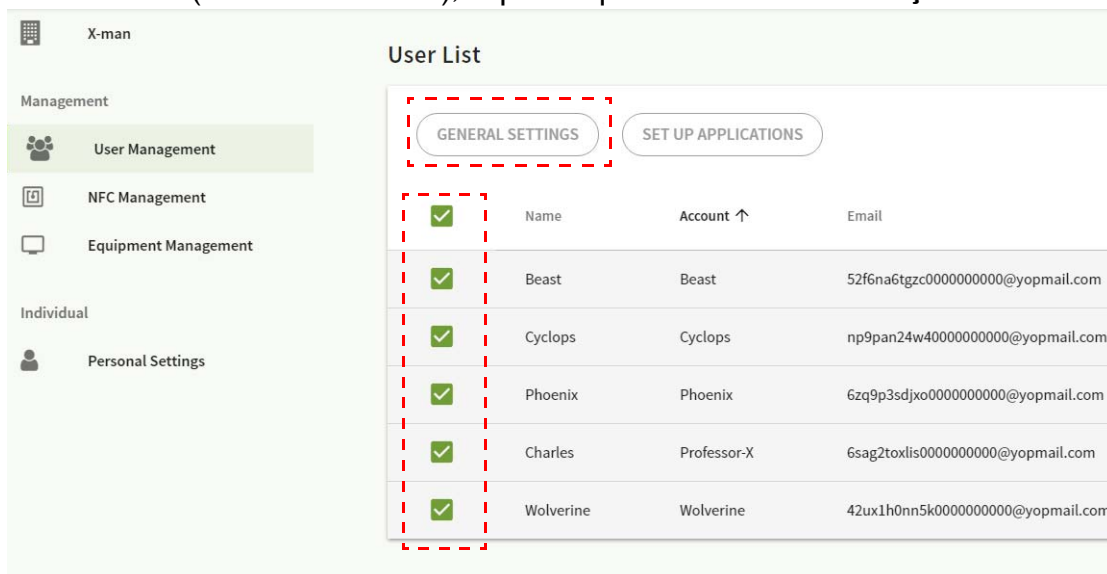 X-man
User List
Management
GENERAL SETTINGS SET UP APPLICATIONS
User Management
NFC Management
Name Account ↑ Email
Equipment Management
Beast Beast 52f6na6tgzc0000000000@yopmail.com
Individual
Cyclops Cyclops np9pan24w40000000000@yopmail.com
Personal Settings
Phoenix Phoenix 6zq9p3sdjxo0000000000@yopmail.com
Charles Professor-X 6sag2toxlis0000000000@yopmail.com
Wolverine Wolverine 42ux1h0nn5k0000000000@yopmail.com